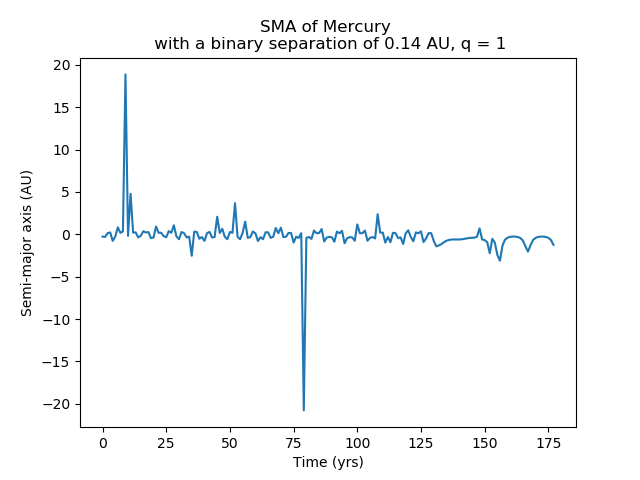 SMA of Mercury
with a binary separation of 0.14 AU, q = 1
20
15
10
5
0
−5
−10
−15
−20
Semi-major axis (AU)
0 25 50 75 100 125 150 175
Time (yrs)